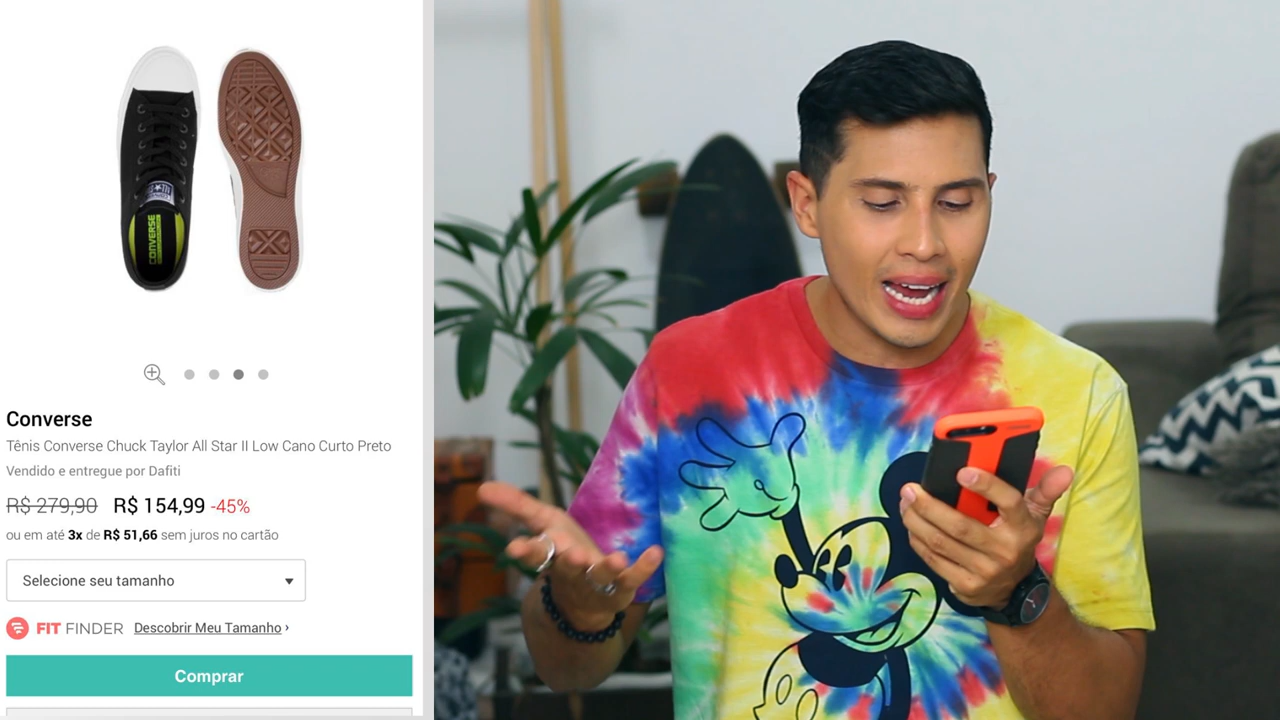 CONVERSE
Converse
Tênis Converse Chuck Taylor All Star II Low Cano Curto Preto
Vendido e entregue por Dafiti
R$ 279,90 R$ 154,99 -45%
ou em até 3x de R$ 51,66 sem juros no cartão
Selecione seu tamanho
FIT FINDER Descobrir Meu Tamanho ›
Comprar